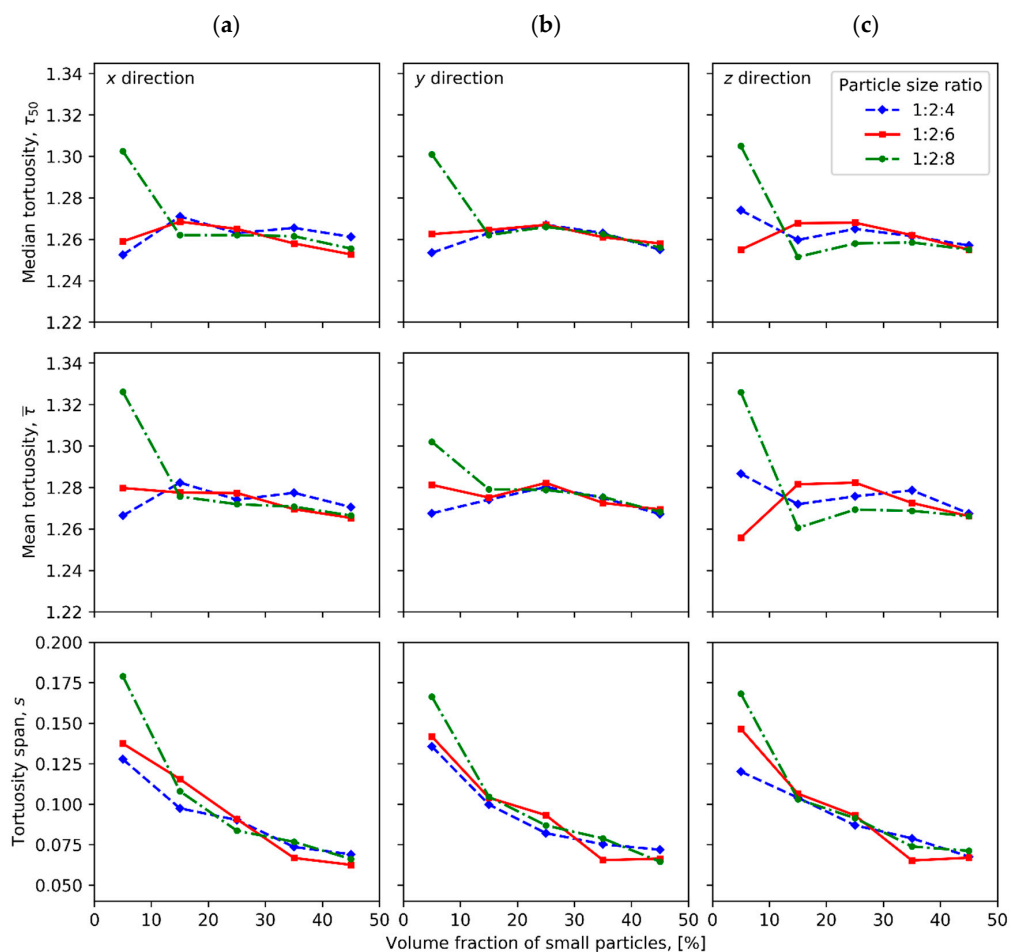 (a) (b) (c)
x direction
y direction
z direction
Particle size ratio
1:2:4
1:2:6
1:2:8
Median tortuosity, τ50
1.34
1.32
1.30
1.28
1.26
1.24
1.22
Mean tortuosity, τ̅
1.34
1.32
1.30
1.28
1.26
1.24
1.22
Tortuosity span, s
0.200
0.175
0.150
0.125
0.100
0.075
0.050
0 10 20 30 40 50 0 10 20 30 40 50 0 10 20 30 40 50
Volume fraction of small particles, [%]